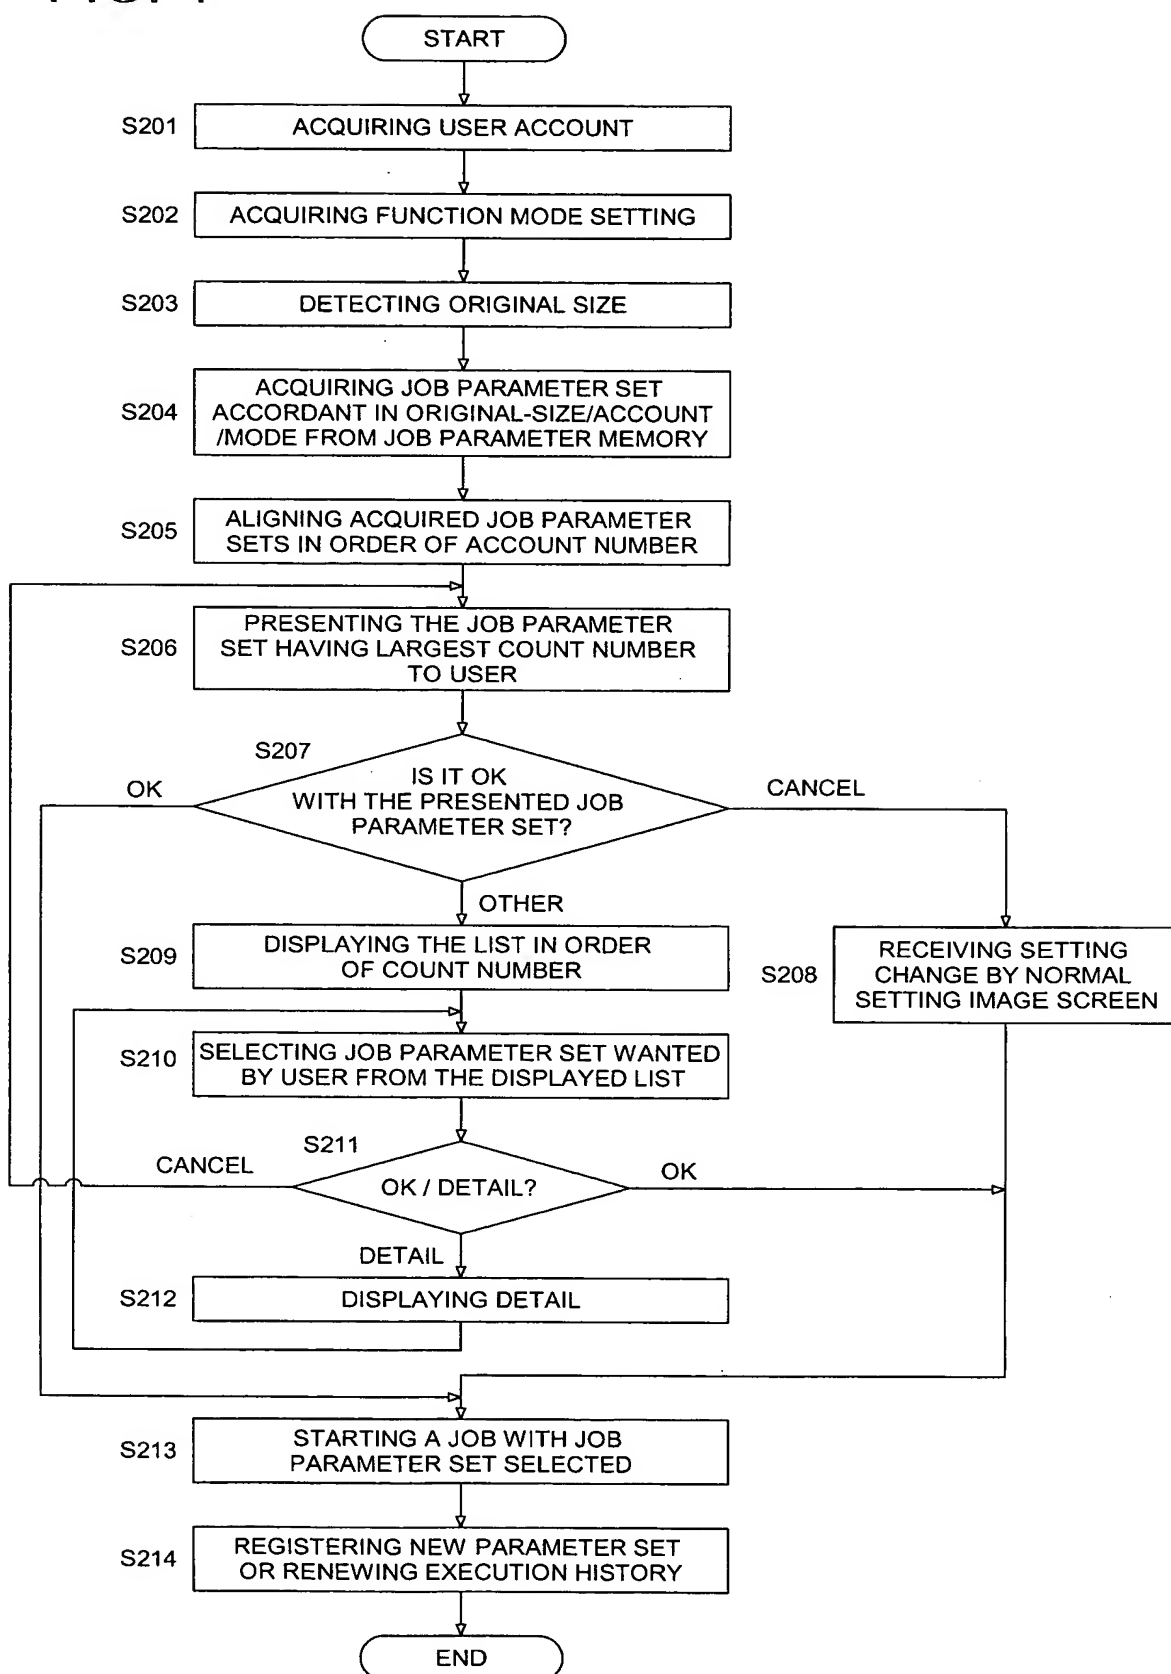 START
S201
ACQUIRING USER ACCOUNT
S202
ACQUIRING FUNCTION MODE SETTING
S203
DETECTING ORIGINAL SIZE
S204
ACQUIRING JOB PARAMETER SET
ACCORDANT IN ORIGINAL-SIZE/ACCOUNT
/MODE FROM JOB PARAMETER MEMORY
S205
ALIGNING ACQUIRED JOB PARAMETER
SETS IN ORDER OF ACCOUNT NUMBER
S206
PRESENTING THE JOB PARAMETER
SET HAVING LARGEST COUNT NUMBER
TO USER
S207
OK
IS IT OK
WITH THE PRESENTED JOB
PARAMETER SET?
CANCEL
OTHER
S209
DISPLAYING THE LIST IN ORDER
OF COUNT NUMBER
S208
RECEIVING SETTING
CHANGE BY NORMAL
SETTING IMAGE SCREEN
S210
SELECTING JOB PARAMETER SET WANTED
BY USER FROM THE DISPLAYED LIST
S211
CANCEL
OK / DETAIL?
OK
DETAIL
S212
DISPLAYING DETAIL
S213
STARTING A JOB WITH JOB
PARAMETER SET SELECTED
S214
REGISTERING NEW PARAMETER SET
OR RENEWING EXECUTION HISTORY
END